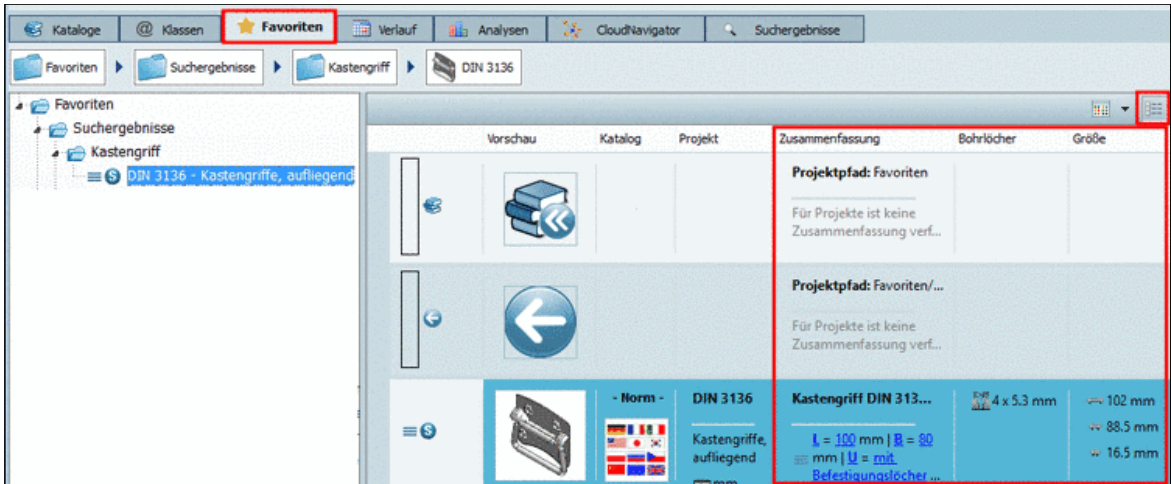 Kataloge @ Klassen Favoriten Verlauf Analysen CloudNavigator Suchergebnisse
Favoriten Suchergebnisse Kastengriff DIN 3136
Favoriten
Suchergebnisse
Kastengriff
S DIN 3136 - Kastengriffe, aufliegend
Vorschau Katalog Projekt Zusammenfassung Bohrlöcher Größe
Projektpfad: Favoriten
Für Projekte ist keine
Zusammenfassung verf...
Projektpfad: Favoriten/...
Für Projekte ist keine
Zusammenfassung verf...
S
- Norm -
DIN 3136
Kastengriffe,
aufliegend
mm
Kastengriff DIN 313...
L = 100 mm | B = 80
mm | U = mit
Befestigungslöcher ...
4 x 5.3 mm
102 mm
88.5 mm
16.5 mm